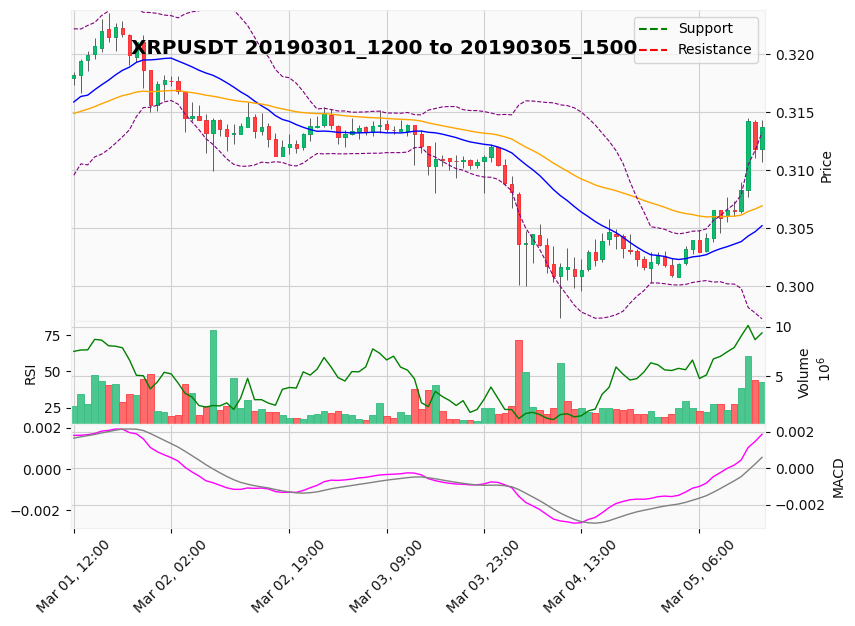 XRPUSDT 20190301_1200 to 20190305_1500
Support
Resistance
0.320
0.315
0.310
0.305
0.300
Price
75
50
25
RSI
10
5
Volume
10^6
0.002
0.000
−0.002
0.002
0.000
−0.002
MACD
Mar 01, 12:00
Mar 02, 02:00
Mar 02, 19:00
Mar 03, 09:00
Mar 03, 23:00
Mar 04, 13:00
Mar 05, 06:00